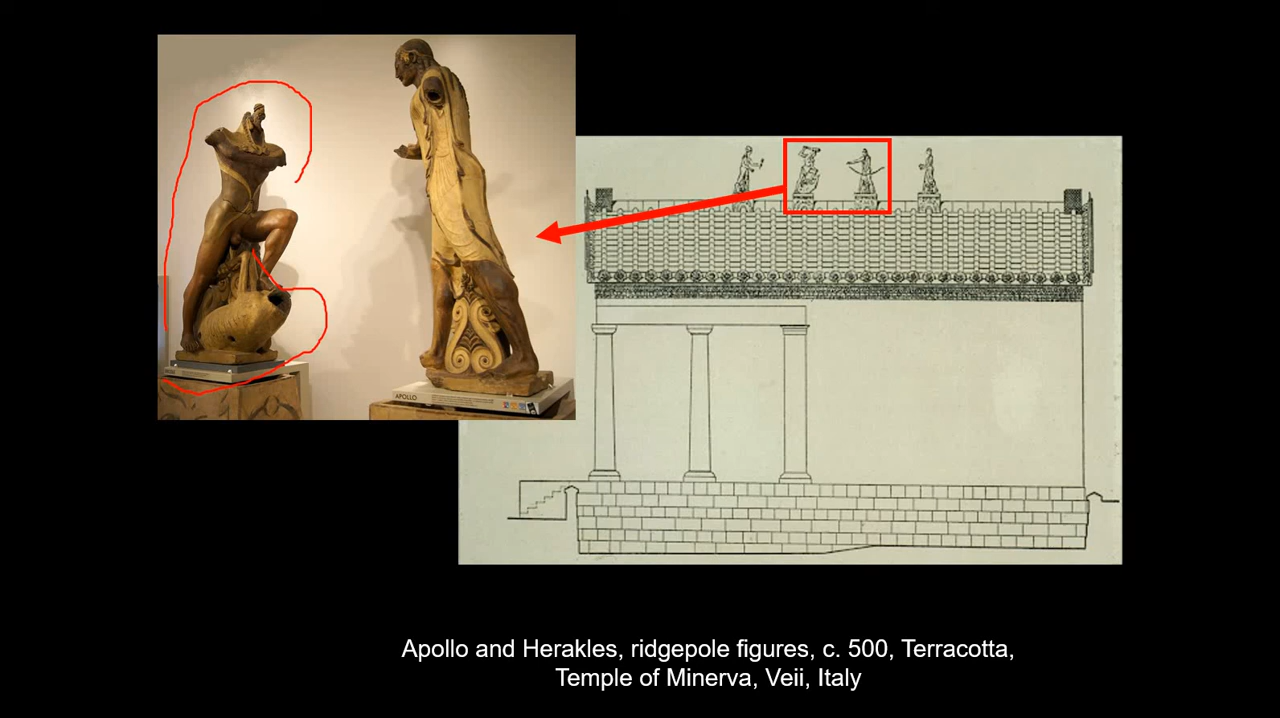 APOLLO
Apollo and Herakles, ridgepole figures, c. 500, Terracotta,
Temple of Minerva, Veii, Italy